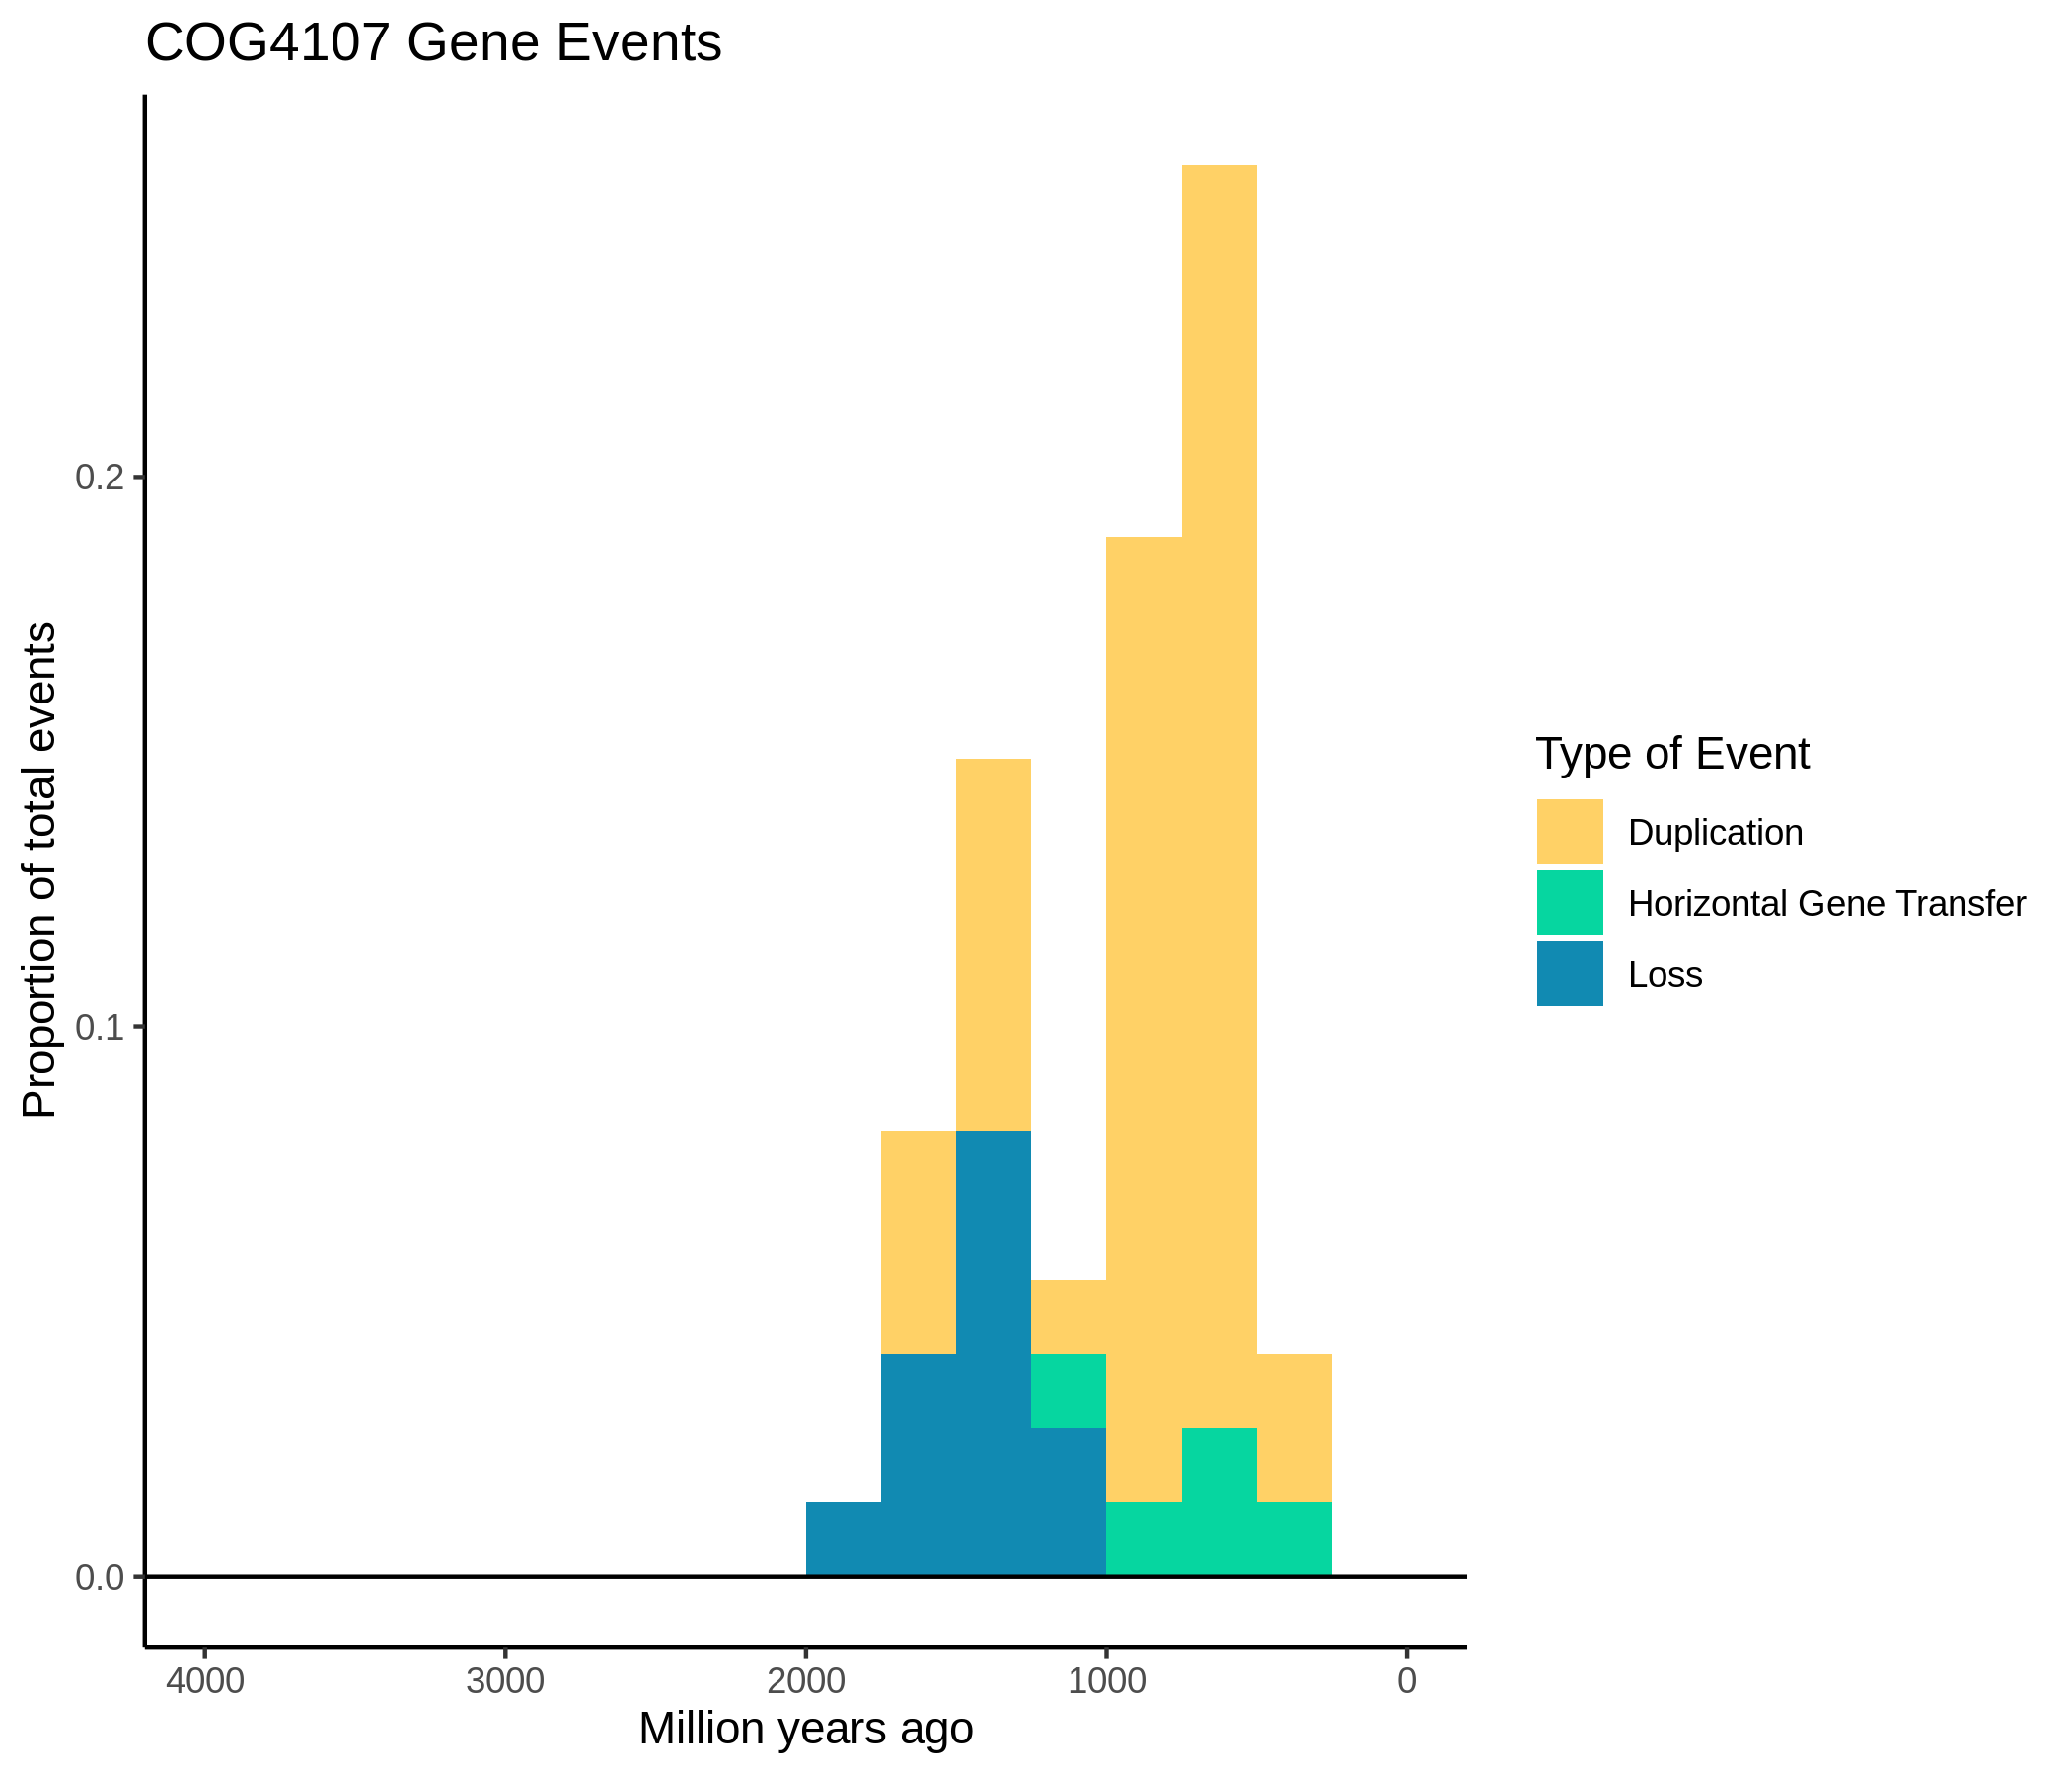 COG4107 Gene Events
Proportion of total events
0.2
0.1
0.0
4000 3000 2000 1000 0
Million years ago
Type of Event
Duplication
Horizontal Gene Transfer
Loss